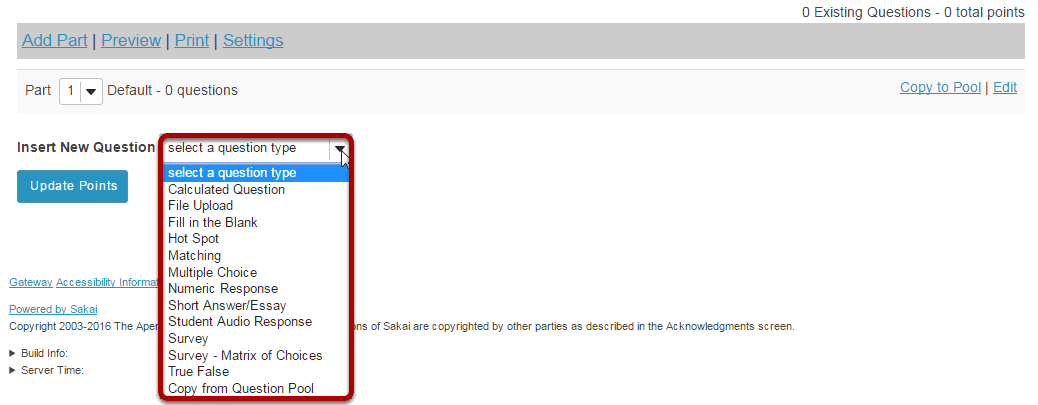 0 Existing Questions - 0 total points
Add Part | Preview | Print | Settings
Part 1 Default - 0 questions Copy to Pool | Edit
Insert New Question select a question type
select a question type
Update Points
Calculated Question
File Upload
Fill in the Blank
Hot Spot
Matching
Multiple Choice
Numeric Response
Short Answer/Essay
Student Audio Response
Survey
Survey - Matrix of Choices
True False
Copy from Question Pool
Gateway Accessibility
Powered by Sakai
Copyright 2003-2016 The ons of Sakai are copyrighted by other parties as described in the Acknowledgments screen.
Build Info:
Server Time: